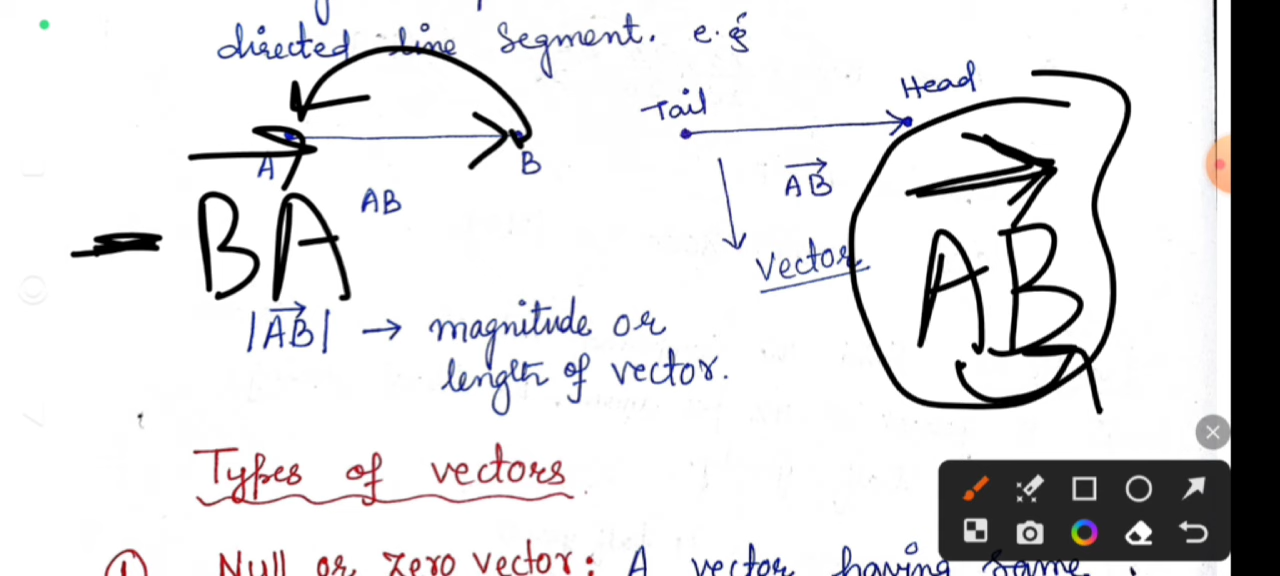 directed line segment. e.g
Tail Head
A B
AB
→
AB
→
AB
- BA
Vector
|→
AB| → magnitude or
length of vector.
Types of vectors
① Null or zero vector: A vector having same